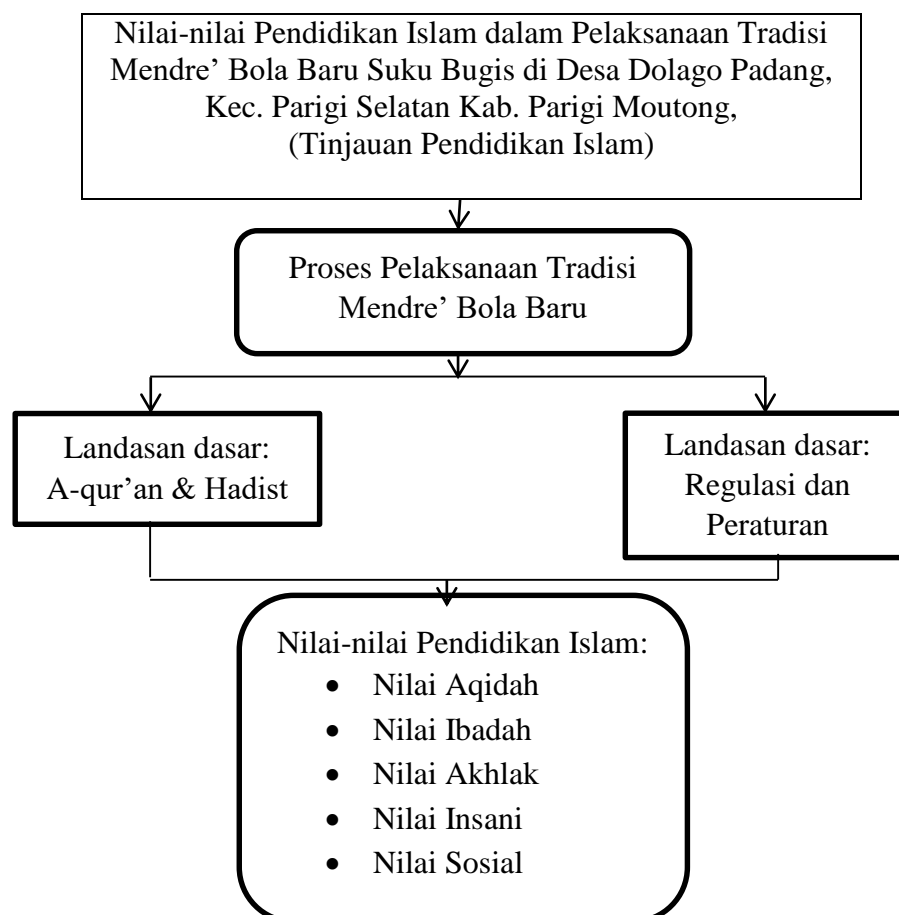 Nilai-nilai Pendidikan Islam dalam Pelaksanaan Tradisi
Mendre’ Bola Baru Suku Bugis di Desa Dolago Padang,
Kec. Parigi Selatan Kab. Parigi Moutong,
(Tinjauan Pendidikan Islam)
Proses Pelaksanaan Tradisi
Mendre’ Bola Baru
Landasan dasar:
A-qur’an & Hadist
Landasan dasar:
Regulasi dan
Peraturan
Nilai-nilai Pendidikan Islam:
• Nilai Aqidah
• Nilai Ibadah
• Nilai Akhlak
• Nilai Insani
• Nilai Sosial